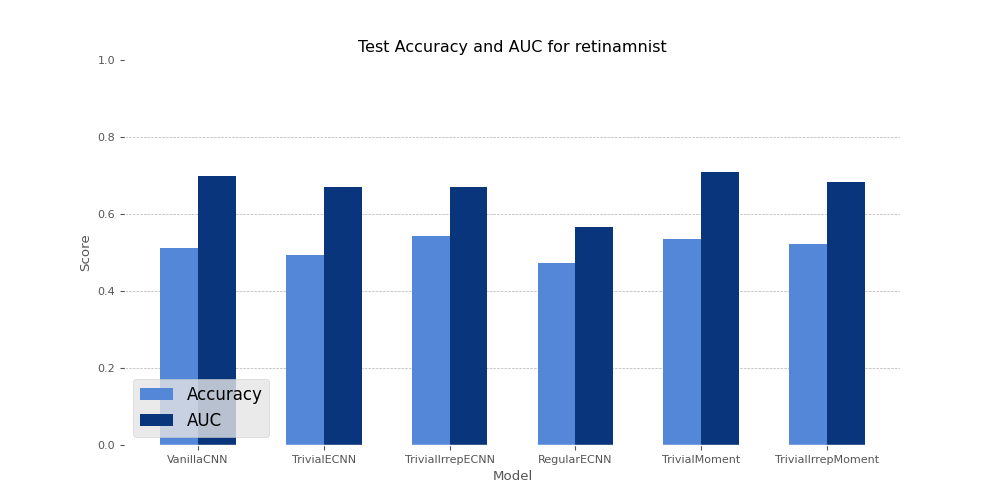 Test Accuracy and AUC for retinamnist
1.0
0.8
0.6
0.4
0.2
0.0
Score
Accuracy
AUC
VanillaCNN TrivialECNN TrivialIrrepECNN RegularECNN TrivialMoment TrivialIrrepMoment
Model